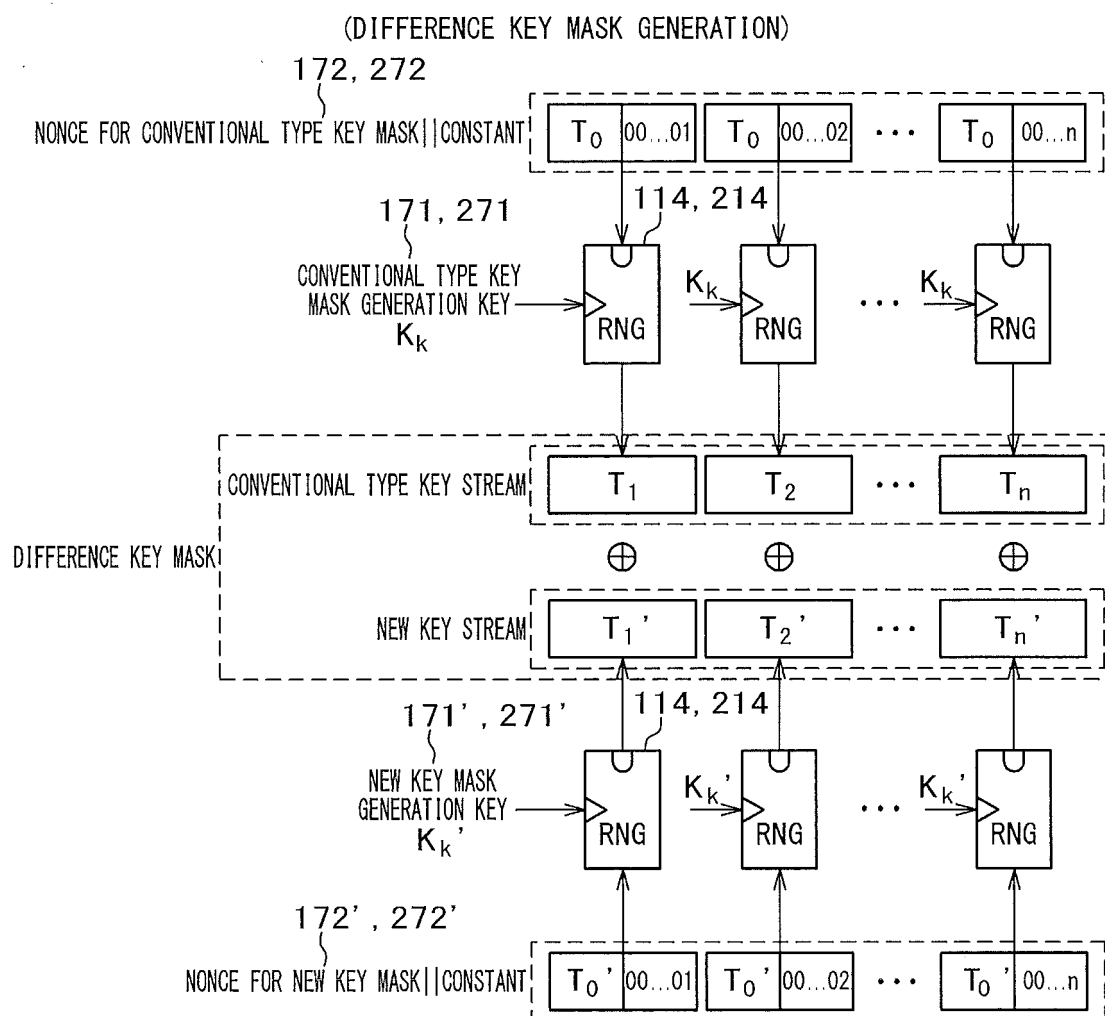 (DIFFERENCE KEY MASK GENERATION)
172, 272
NONCE FOR CONVENTIONAL TYPE KEY MASK||CONSTANT T₀ 00...01 T₀ 00...02 ••• T₀ 00...n
171, 271 114, 214
CONVENTIONAL TYPE KEY
MASK GENERATION KEY
Kₖ
Kₖ ••• Kₖ
RNG RNG RNG
CONVENTIONAL TYPE KEY STREAM T₁ T₂ ••• Tₙ
DIFFERENCE KEY MASK ⊕ ⊕ ⊕
NEW KEY STREAM T₁' T₂' ••• Tₙ'
171', 271' 114, 214
NEW KEY MASK
GENERATION KEY
Kₖ'
Kₖ' ••• Kₖ'
RNG RNG RNG
172', 272'
NONCE FOR NEW KEY MASK||CONSTANT T₀' 00...01 T₀' 00...02 ••• T₀' 00...n